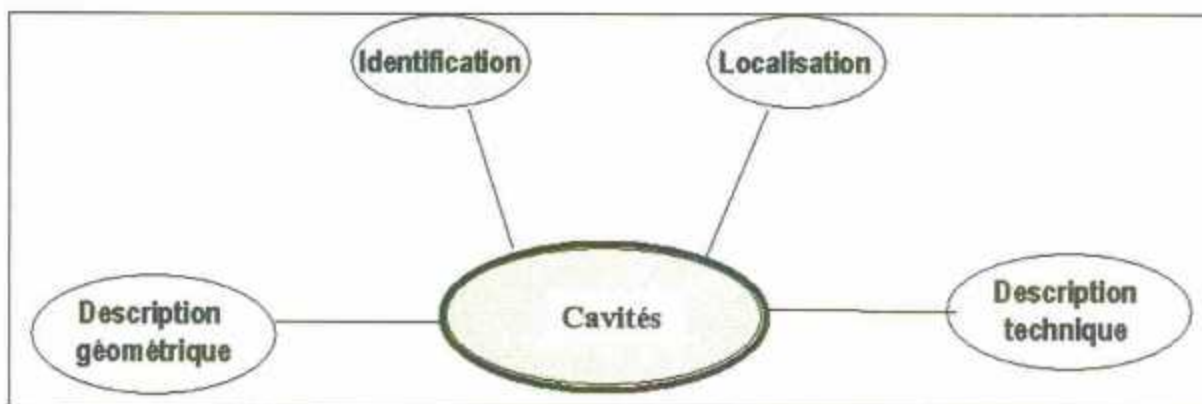 Identification
Localisation
Description
géométrique
Cavités
Description
technique